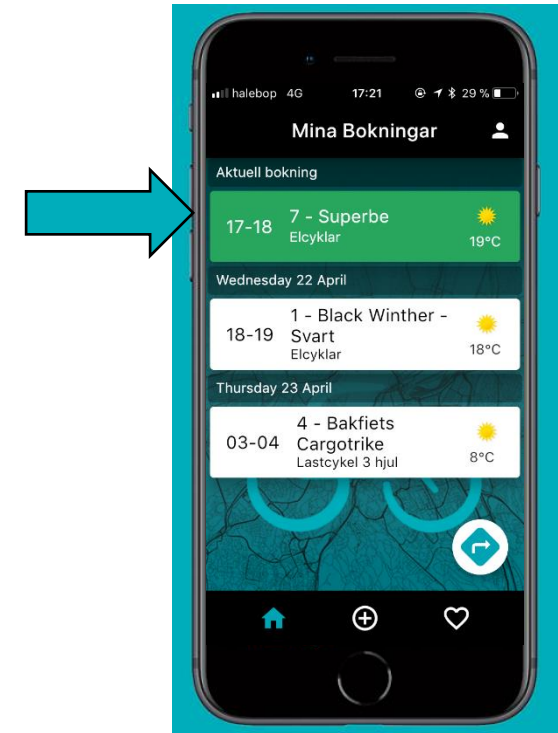 halebop 4G 17:21 29 %
Mina Bokningar
Aktuell bokning
17-18
7 - Superbe
Elcyklar
19°C
Wednesday 22 April
18-19
1 - Black Winther -
Svart
Elcyklar
18°C
Thursday 23 April
03-04
4 - Bakfiets
Cargotrike
Lastcykel 3 hjul
8°C